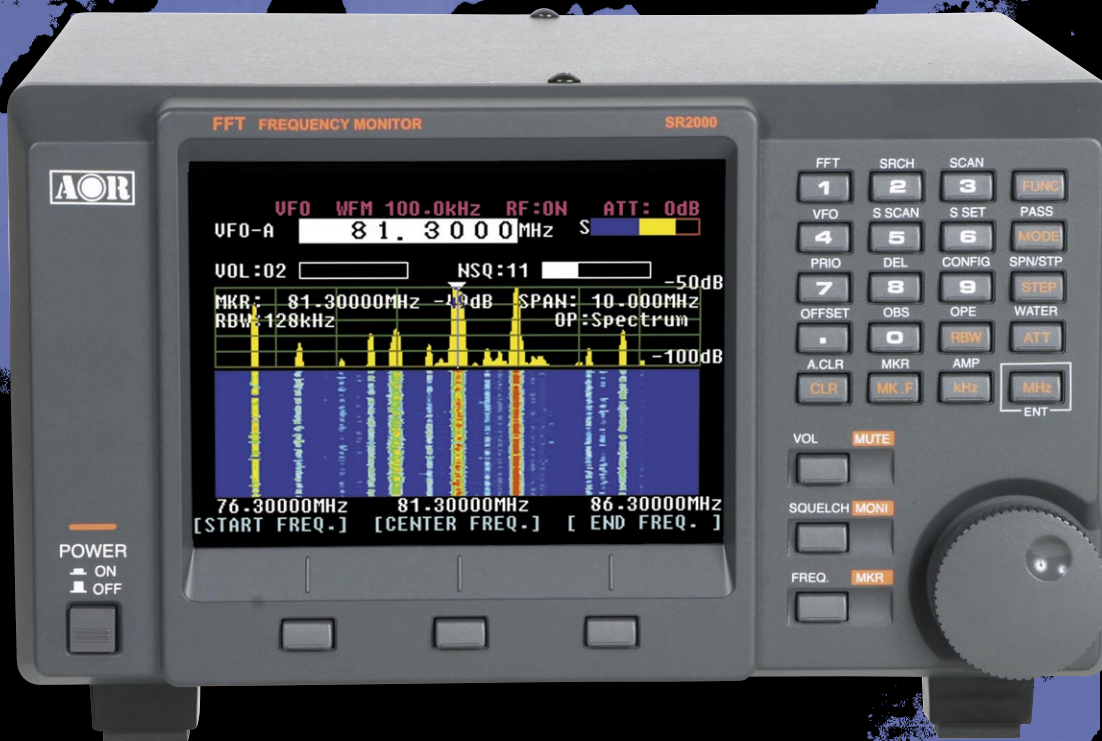 FFT FREQUENCY MONITOR SR2000
AOR
VFO WFM 100.0kHz RF:ON ATT: 0dB
VFO-A 81.3000MHz S
VOL:02 NSQ:11
-50dB
MKR: 81.30000MHz -40dB SPAN: 10.000MHz
RBW:128kHz OP:Spectrum
-100dB
76.30000MHz 81.30000MHz 86.30000MHz
[START FREQ.] [CENTER FREQ.] [ END FREQ. ]
POWER
ON
OFF
FFT SRCH SCAN
1 2 3 FUNC
VFO S SCAN S SET PASS
4 5 6 MODE
PRIO DEL CONFIG SPN/STP
7 8 9 STEP
OFFSET OBS OPE WATER
. 0 RBW ATT
A.CLR MKR AMP
CLR MK.F kHz MHz
ENT
VOL MUTE
SQUELCH MONI
FREQ. MKR